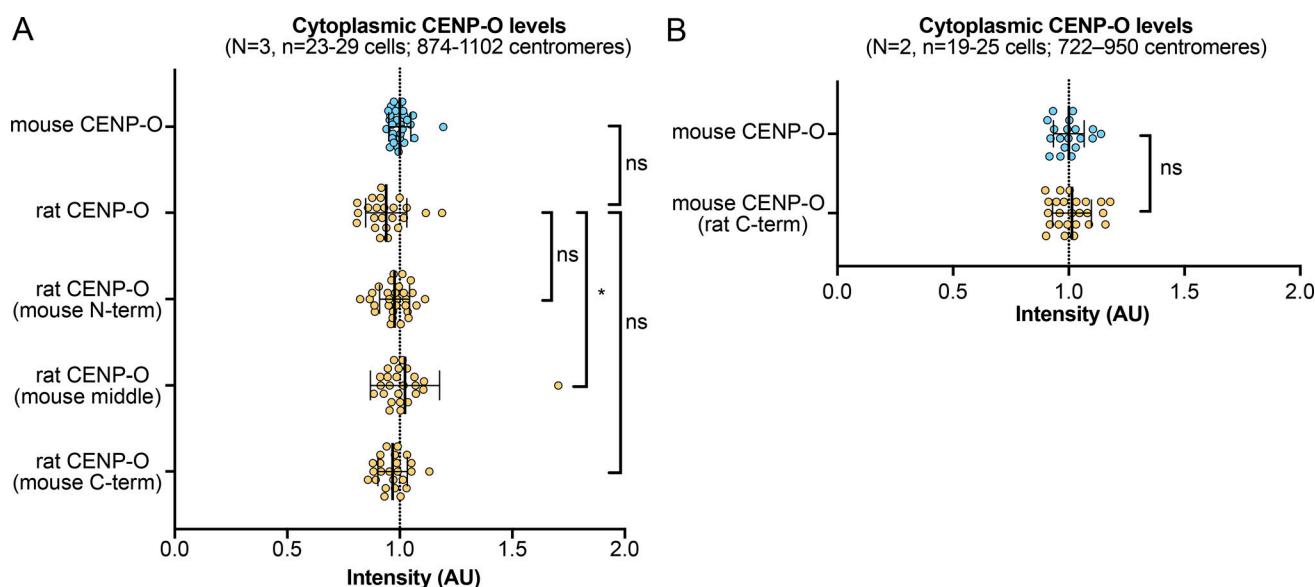 A
Cytoplasmic CENP-O levels
(N=3, n=23-29 cells; 874-1102 centromeres)
mouse CENP-O
rat CENP-O
rat CENP-O
(mouse N-term)
rat CENP-O
(mouse middle)
rat CENP-O
(mouse C-term)
ns
ns
*
ns
0.0 0.5 1.0 1.5 2.0
Intensity (AU)
B
Cytoplasmic CENP-O levels
(N=2, n=19-25 cells; 722–950 centromeres)
mouse CENP-O
mouse CENP-O
(rat C-term)
ns
0.0 0.5 1.0 1.5 2.0
Intensity (AU)